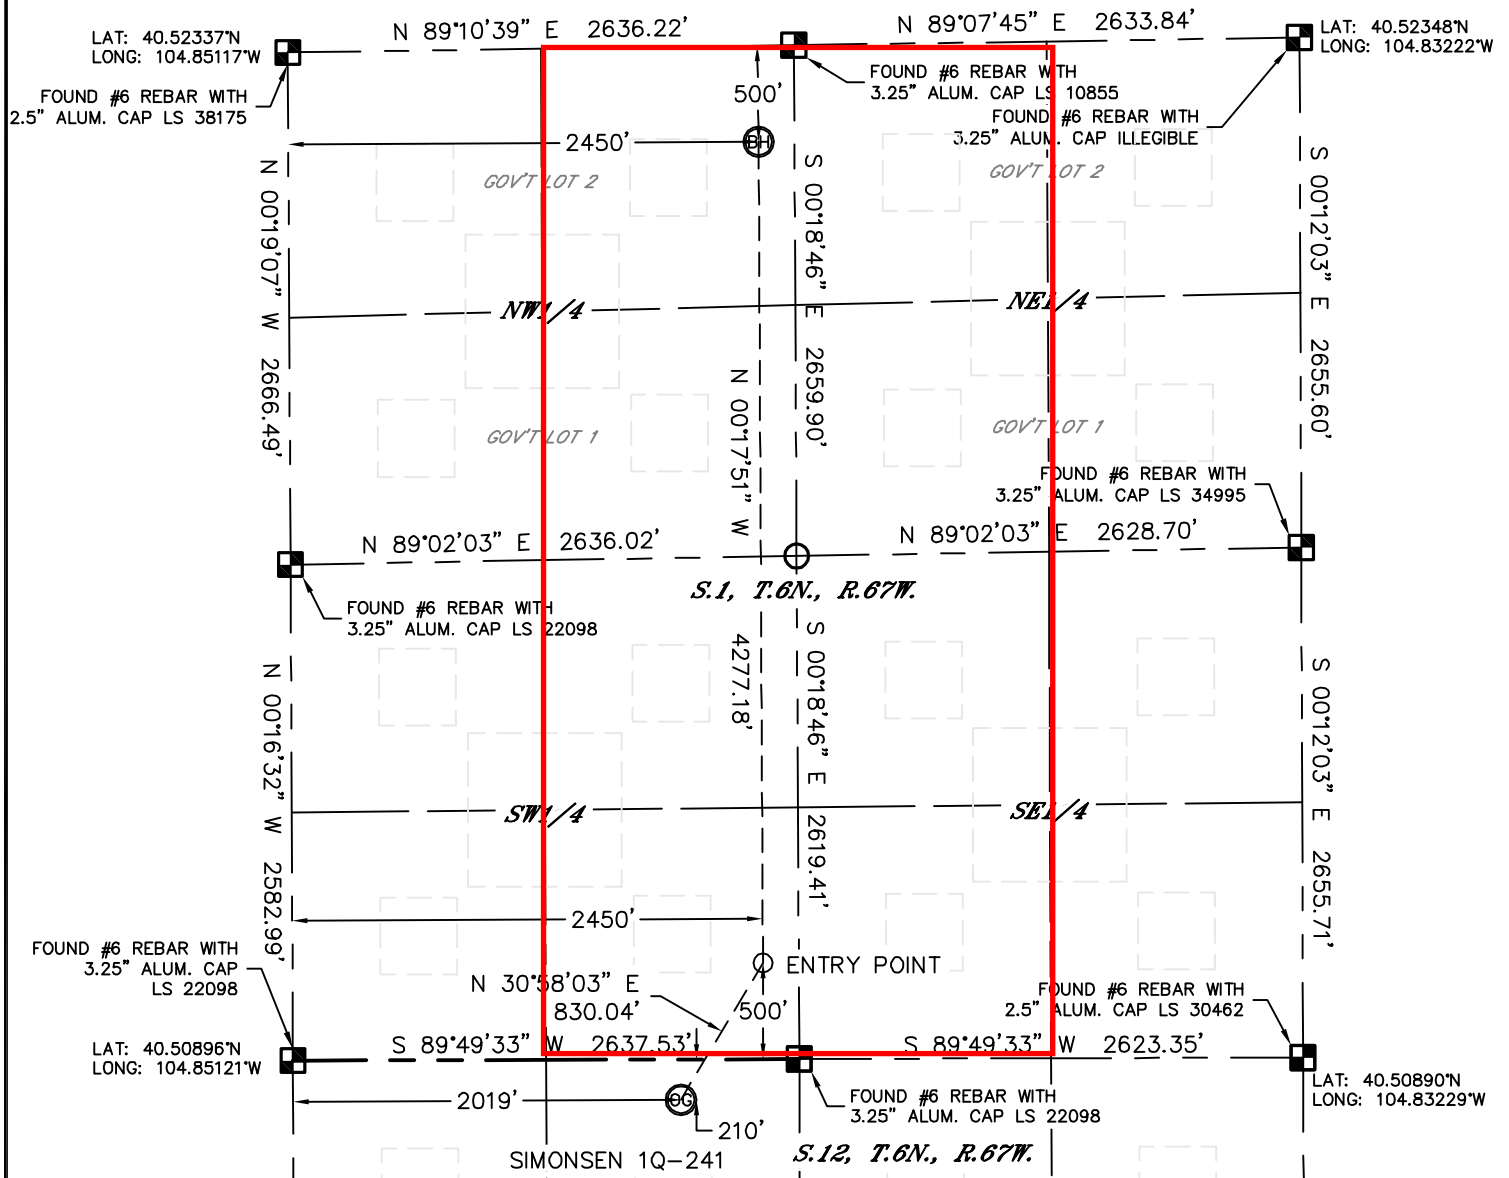 N 89°10'39" E 2636.22'
N 89°07'45" E 2633.84'
LAT: 40.52337°N
LONG: 104.85117°W
LAT: 40.52348°N
LONG: 104.83222°W
FOUND #6 REBAR WITH
2.5" ALUM. CAP LS 38175
500'
FOUND #6 REBAR WITH
3.25" ALUM. CAP LS 10855
FOUND #6 REBAR WITH
3.25" ALUM. CAP ILLEGIBLE
2450'
BH
GOV'T LOT 2
GOV'T LOT 2
N 00°19'07" W 2666.49'
S 00°18'46" E 2659.90'
S 00°12'03" E 2655.60'
NW1/4
NE1/4
N 00°17'51" W 4277.18'
GOV'T LOT 1
GOV'T LOT 1
FOUND #6 REBAR WITH
3.25" ALUM. CAP LS 34995
N 89°02'03" E 2636.02'
N 89°02'03" E 2628.70'
S.1, T.6N., R.67W.
FOUND #6 REBAR WITH
3.25" ALUM. CAP LS 22098
N 00°16'32" W 2582.99'
S 00°18'46" E 2619.41'
S 00°12'03" E 2655.71'
SW1/4
SE1/4
2450'
FOUND #6 REBAR WITH
3.25" ALUM. CAP
LS 22098
ENTRY POINT
N 30°58'03" E
830.04'
500'
FOUND #6 REBAR WITH
2.5" ALUM. CAP LS 30462
S 89°49'33" W 2637.53'
S 89°49'33" W 2623.35'
LAT: 40.50896°N
LONG: 104.85121°W
LAT: 40.50890°N
LONG: 104.83229°W
2019'
OG
FOUND #6 REBAR WITH
3.25" ALUM. CAP LS 22098
210'
SIMONSEN 1Q-241
S.12, T.6N., R.67W.